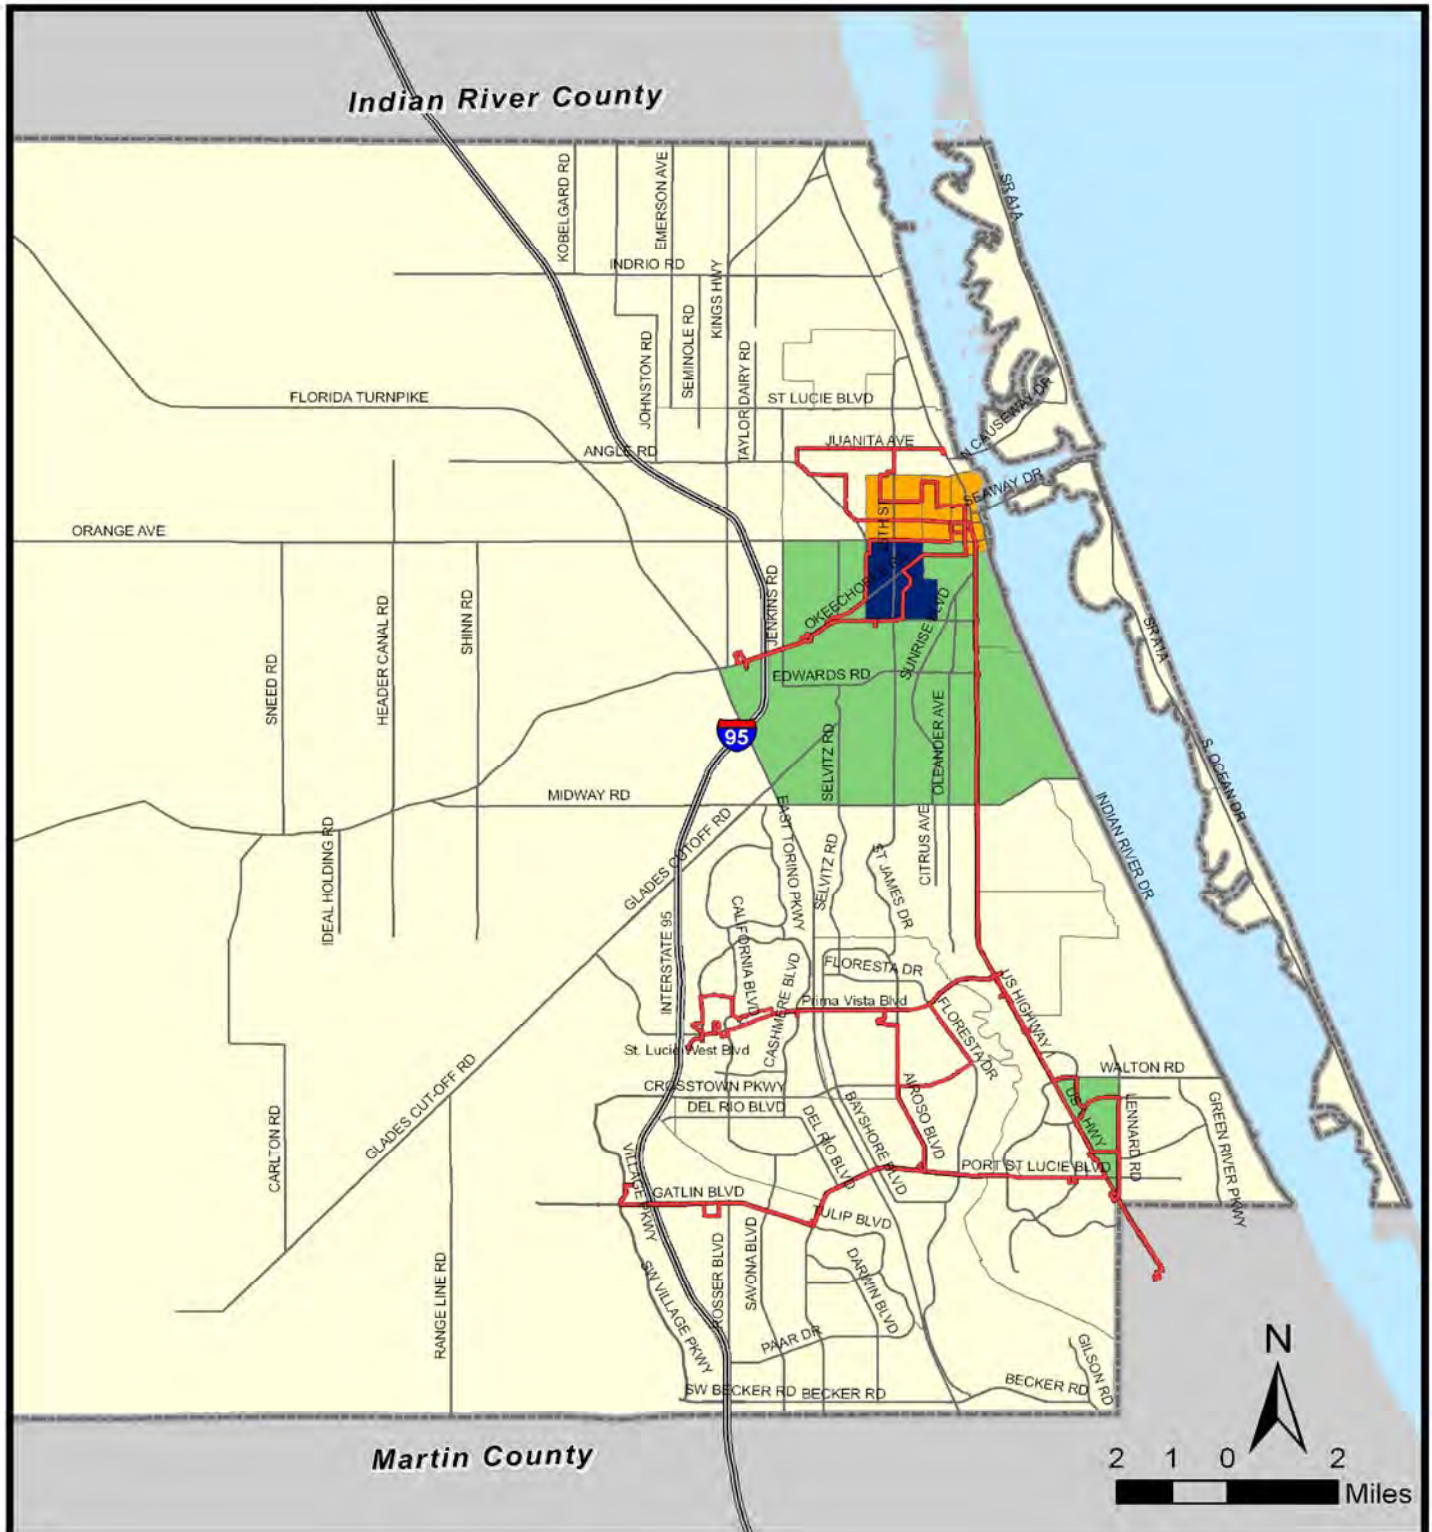 Indian River County
KOBELGARD RD
EMERSON AVE
SR A1A
INDRIO RD
KINGS HWY
SEMINOLE RD
JOHNSTON RD
TAYLOR DAIRY RD
FLORIDA TURNPIKE
ST LUCIE BLVD
N CAUSEWAY DR
JUANITA AVE
ANGLE RD
SEAWAY DR
ORANGE AVE
JENKINS RD
SUNRISE BLVD
SR A1A
HEADER CANAL RD
SHINN RD
SNEED RD
EDWARDS RD
95
SELVITZ RD
OLEANDER AVE
S. OCEAN DR
MIDWAY RD
INDIAN RIVER DR
GLADES CUTOFF RD
EAST TORINO PKWY
IDEAL HOLDING RD
SELVITZ RD
ST JAMES DR
CITRUS AVE
INTERSTATE 95
CALIFORNIA BLVD
CASHMERE BLVD
FLORESTA DR
Prima Vista Blvd
US HIGHWAY
FLORESTA DR
St. Lucie West Blvd
WALTON RD
CROSSTOWN PKWY
DEL RIO BLVD
GLADES CUT-OFF RD
CARLTON RD
AIROSO BLVD
BAYSHORE BLVD
DEL RIO BLVD
US HWY
LENNARD RD
GREEN RIVER PKWY
PORT ST LUCIE BLVD
VILLAGE PKWY
GATLIN BLVD
TULIP BLVD
RANGE LINE RD
ROSSER BLVD
SAVONA BLVD
DARWIN BLVD
SW VILLAGE PKWY
PAAR DR
GILSON RD
SW BECKER RD
BECKER RD
BECKER RD
N
Martin County
2 1 0 2
Miles